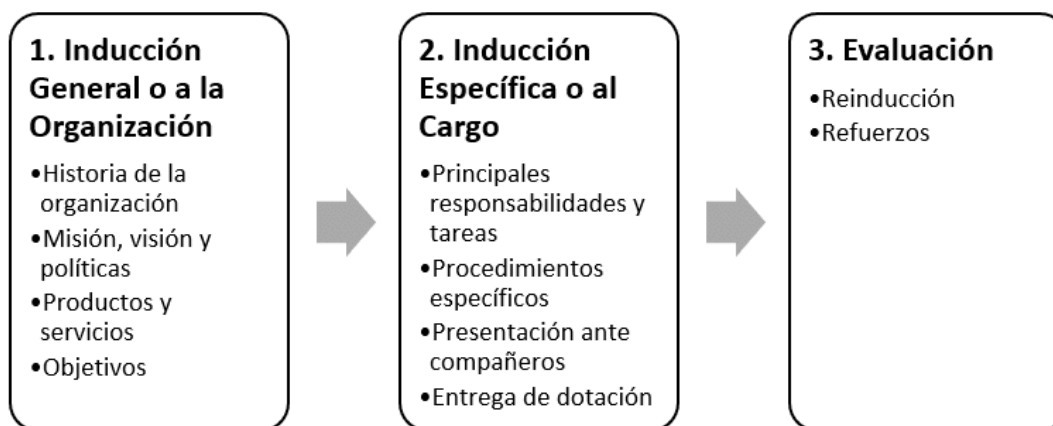 1. Inducción
General o a la
Organización
•Historia de la
organización
•Misión, visión y
políticas
•Productos y
servicios
•Objetivos
2. Inducción
Específica o al
Cargo
•Principales
responsabilidades y
tareas
•Procedimientos
específicos
•Presentación ante
compañeros
•Entrega de dotación
3. Evaluación
•Reinducción
•Refuerzos